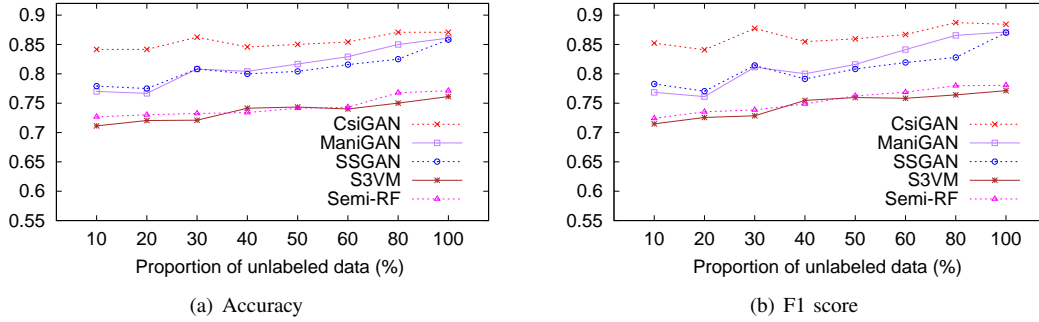 0.9
0.85
0.8
0.75
0.7
0.65
0.6
0.55
CsiGAN
ManiGAN
SSGAN
S3VM
Semi-RF
10 20 30 40 50 60 80 100
Proportion of unlabeled data (%)
(a) Accuracy
0.9
0.85
0.8
0.75
0.7
0.65
0.6
0.55
CsiGAN
ManiGAN
SSGAN
S3VM
Semi-RF
10 20 30 40 50 60 80 100
Proportion of unlabeled data (%)
(b) F1 score